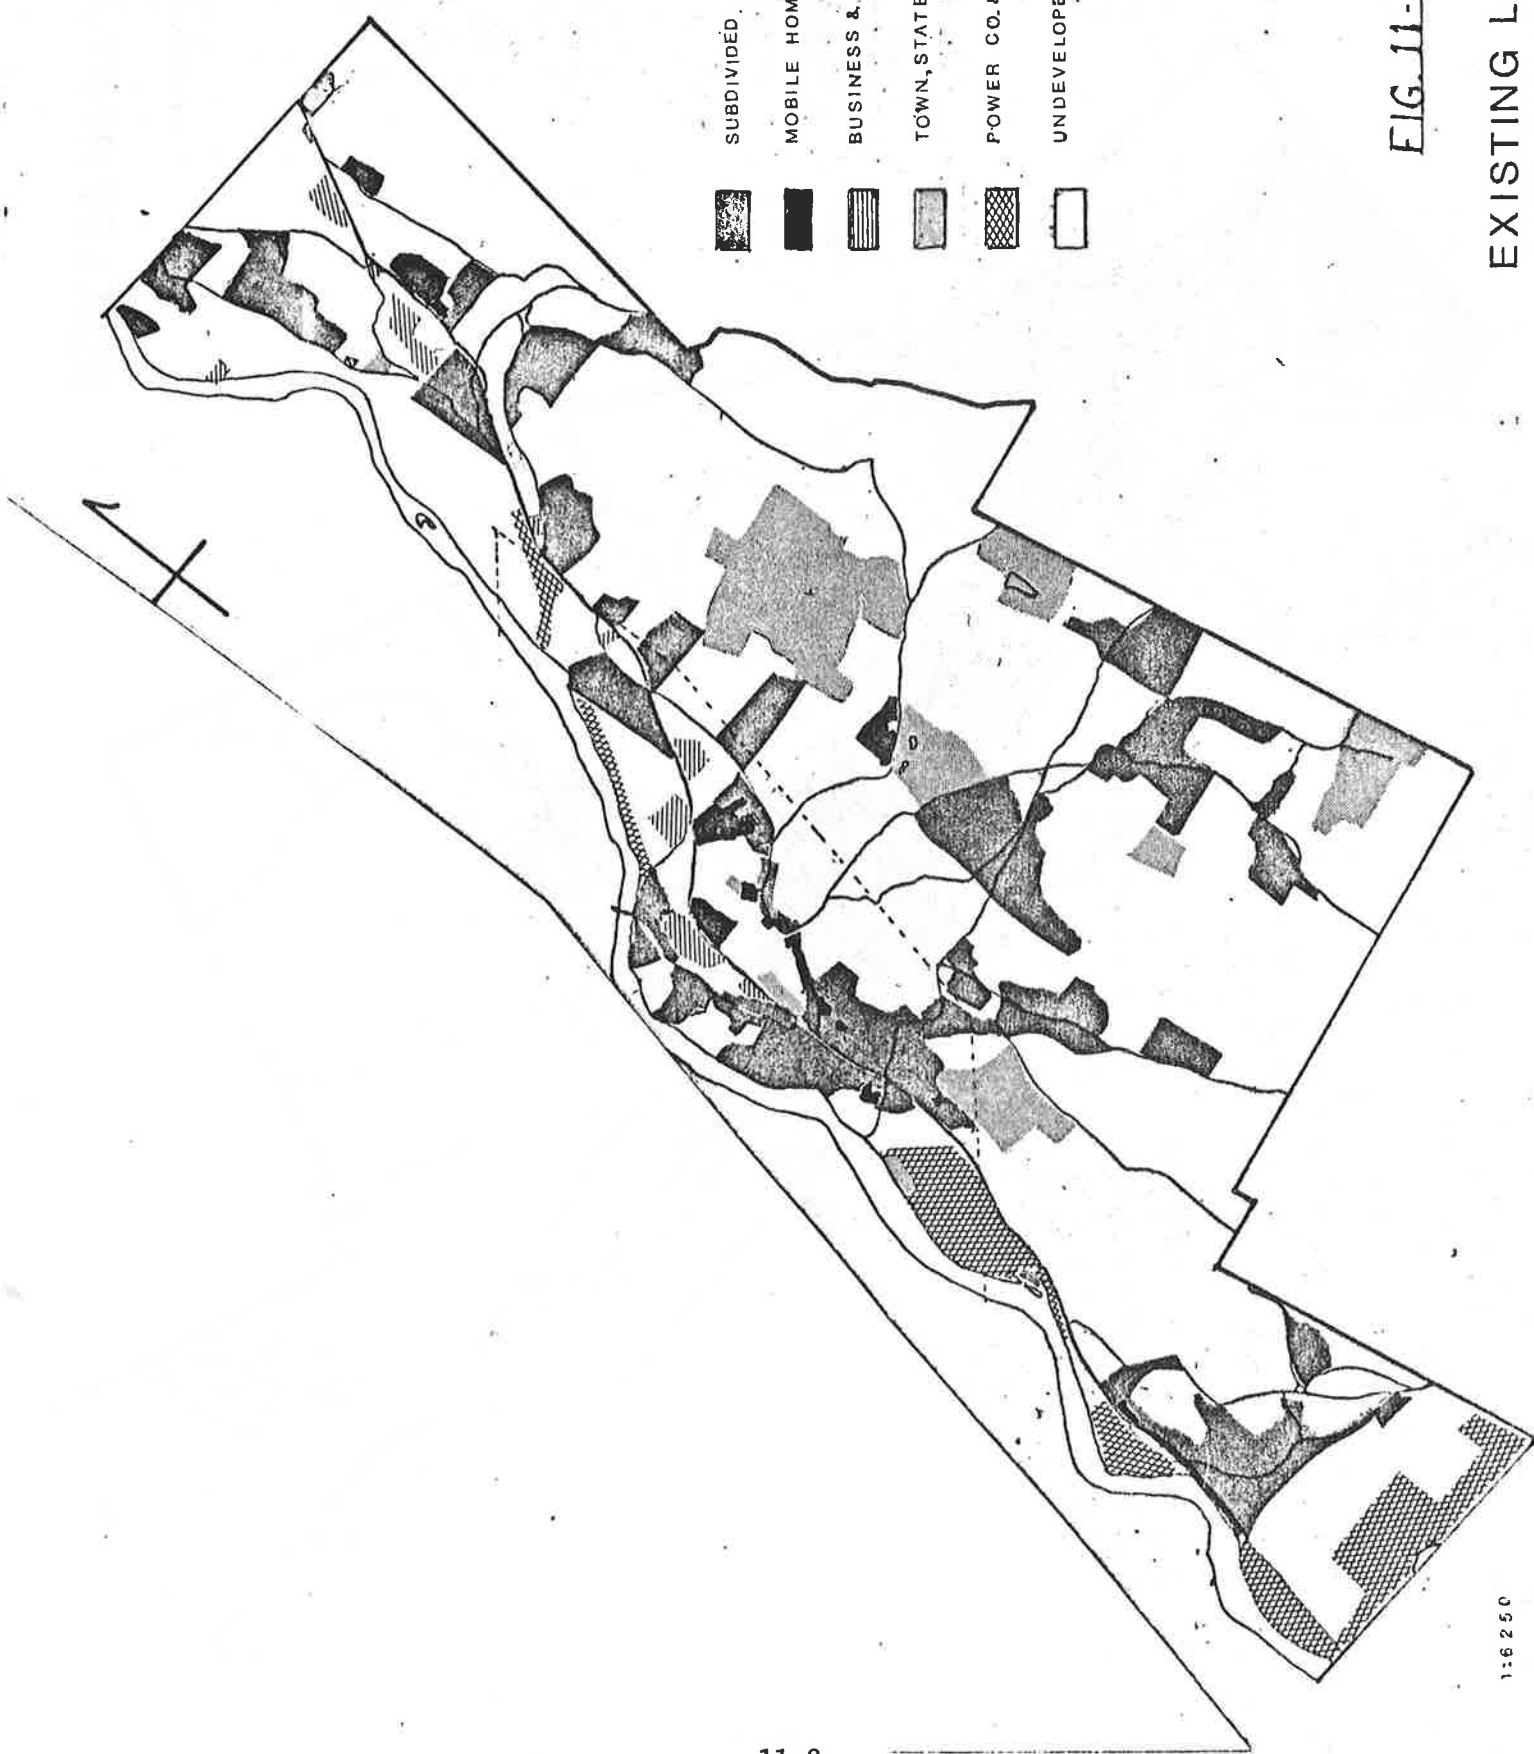 SUBDIVIDED.
MOBILE HOM
BUSINESS &
TOWN, STATE
POWER CO. &
UNDEVELOPE
FIG. 11-
EXISTING L
1:6250